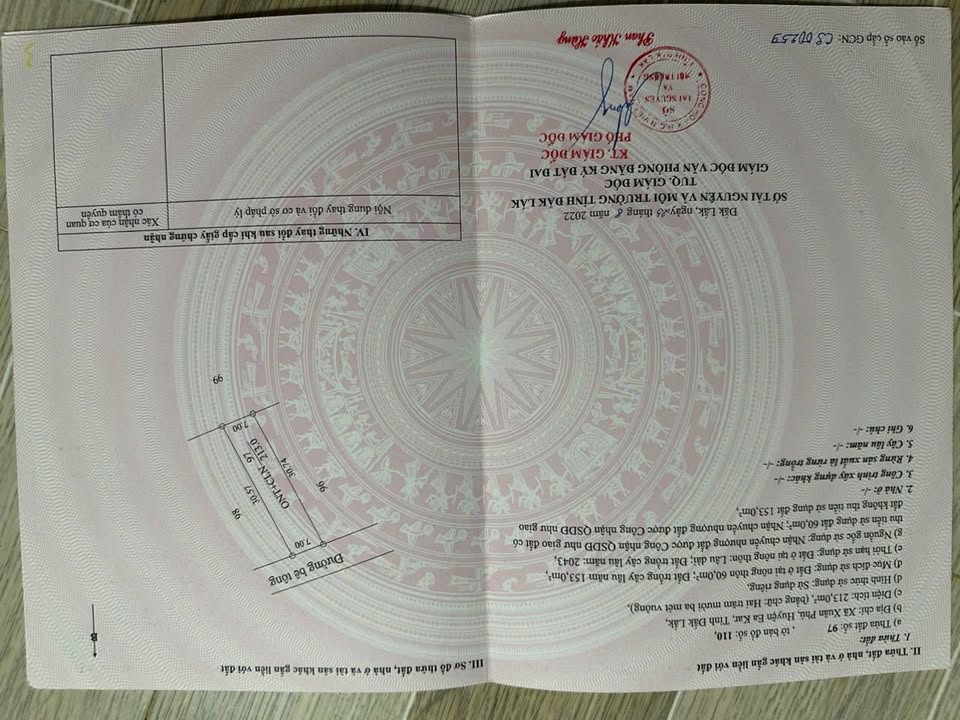 II. Thửa đất, nhà ở và tài sản khác gắn liền với đất
1. Thửa đất:
a) Thửa đất số: 97 , tờ bản đồ số: 110,
b) Địa chỉ: Xã Xuân Phú, Huyện Ea Kar, Tỉnh Đắk Lắk,
c) Diện tích: 213,0m², (bằng chữ: Hai trăm mười ba mét vuông),
d) Hình thức sử dụng: Sử dụng riêng,
đ) Mục đích sử dụng: Đất ở tại nông thôn 60,0m²; Đất trồng cây lâu năm 153,0m²,
e) Thời hạn sử dụng: Đất ở tại nông thôn: Lâu dài; Đất trồng cây lâu năm: 2043,
g) Nguồn gốc sử dụng: Nhận chuyển nhượng đất được Công nhận QSDĐ như giao đất có
thu tiền sử dụng đất 60,0m²; Nhận chuyển nhượng đất được Công nhận QSDĐ như giao
đất không thu tiền sử dụng đất 153,0m²,
2. Nhà ở: -/-
3. Công trình xây dựng khác: -/-
4. Rừng sản xuất là rừng trồng: -/-
5. Cây lâu năm: -/-
6. Ghi chú: -/-
Đắk Lắk, ngày tháng 8 năm 2022
SỞ TÀI NGUYÊN VÀ MÔI TRƯỜNG TỈNH ĐẮK LẮK
TUQ. GIÁM ĐỐC
GIÁM ĐỐC VĂN PHÒNG ĐĂNG KÝ ĐẤT ĐAI
KT. GIÁM ĐỐC
PHÓ GIÁM ĐỐC
SỞ
TÀI NGUYÊN
VÀ
MÔI TRƯỜNG
Phan Khắc Hùng
Số vào sổ cấp GCN: CS 00259
III. Sơ đồ thửa đất, nhà ở và tài sản khác gắn liền với đất
B
Đường bê tông
7.00
98
30.57
ONT+CLN 97
213.0
30.74
96
7.00
99
IV. Những thay đổi sau khi cấp giấy chứng nhận
Nội dung thay đổi và cơ sở pháp lý
Xác nhận của cơ quan
có thẩm quyền